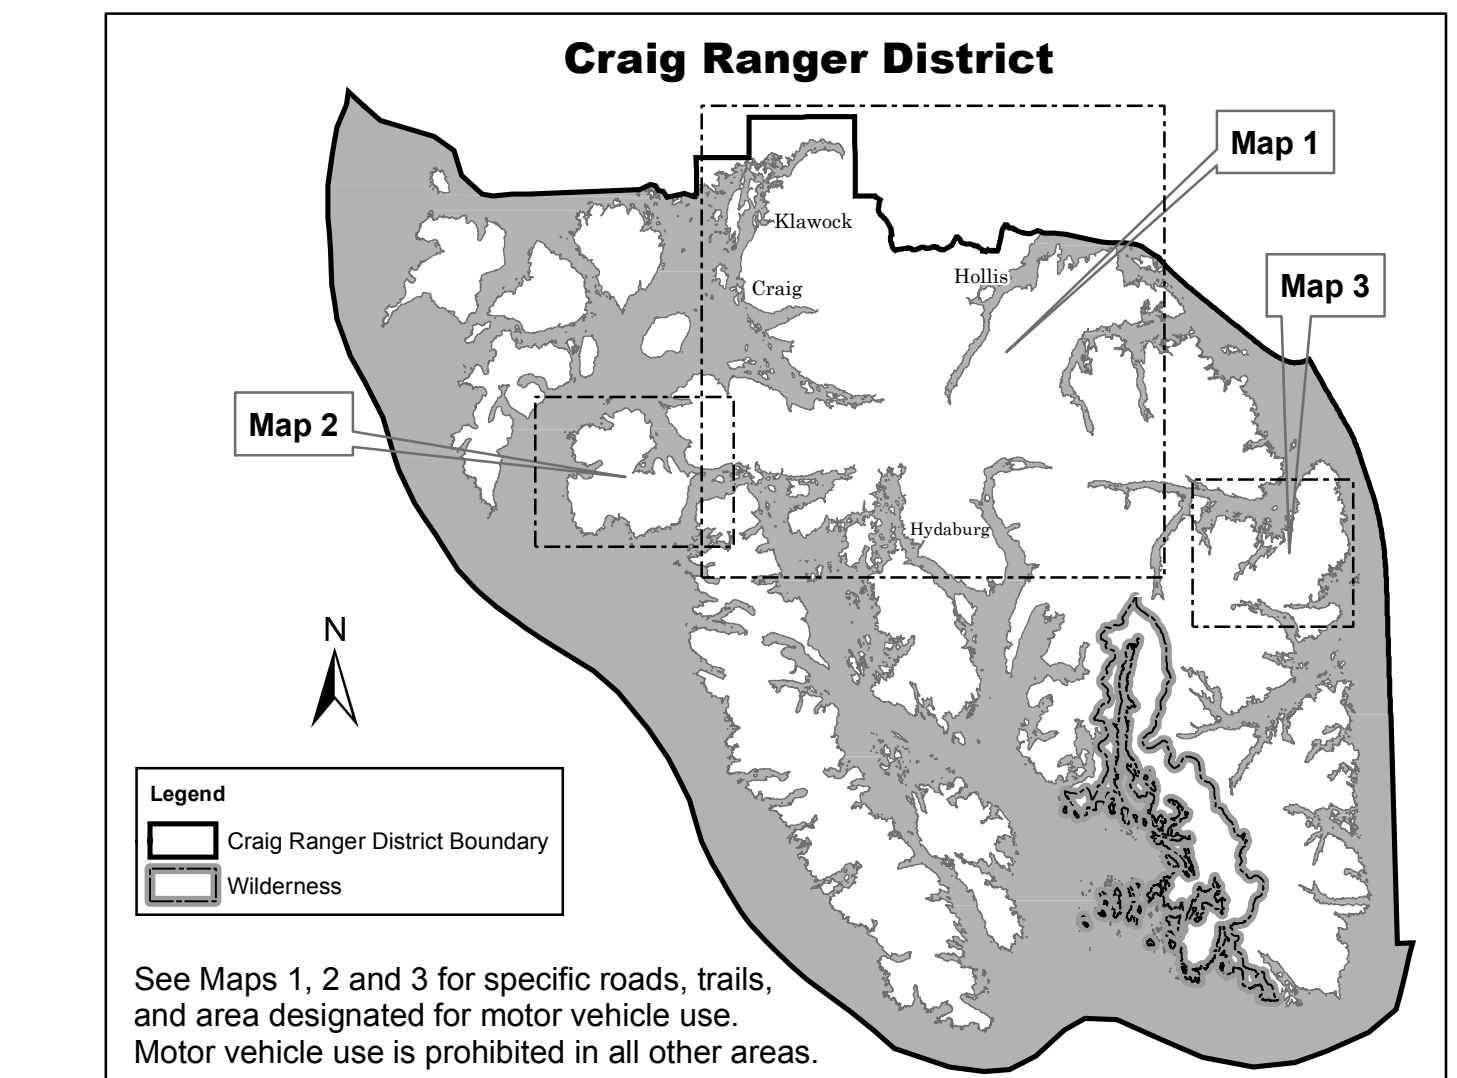 Craig Ranger District
Map 1
Klawock
Hollis
Craig
Map 3
Map 2
Hydaburg
N
Legend
Craig Ranger District Boundary
Wilderness
See Maps 1, 2 and 3 for specific roads, trails,
and area designated for motor vehicle use.
Motor vehicle use is prohibited in all other areas.